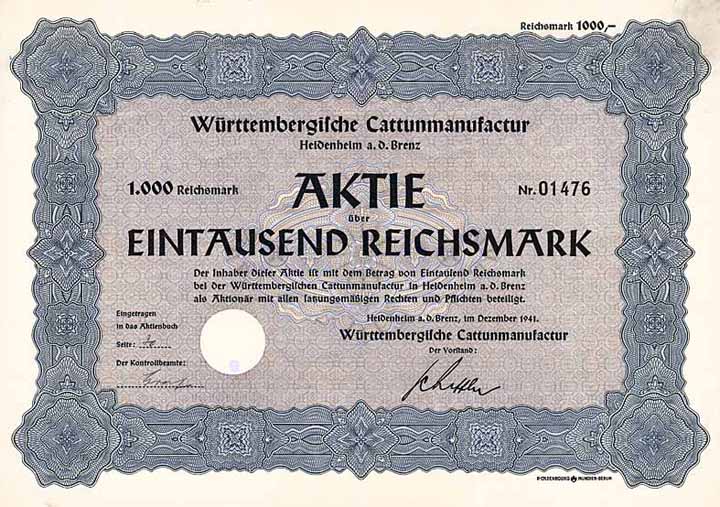 Reichsmark 1000,–
Württembergische Cattunmanufactur
Heidenheim a. d. Brenz
1.000 Reichsmark
AKTIE
Nr. 01476
über
EINTAUSEND REICHSMARK
Der Inhaber dieser Aktie ist mit dem Betrag von Eintausend Reichsmark
bei der Württembergischen Cattunmanufactur in Heidenheim a. d. Brenz
als Aktionär mit allen satzungsmäßigen Rechten und Pflichten beteiligt.
Eingetragen
in das Aktienbuch
Seite:
Der Kontrollbeamte:
Heidenheim a. d. Brenz, im Dezember 1941.
Württembergische Cattunmanufactur
Der Vorstand:
R·OLDENBOURG MÜNCHEN-BERLIN